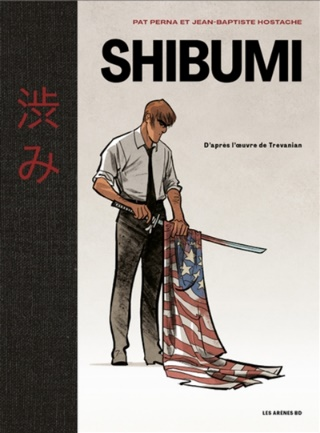 PAT PERNA ET JEAN-BAPTISTE HOSTACHE
SHIBUMI
渋み
D'après l'œuvre de Trevanian
LES ARÈNES BD